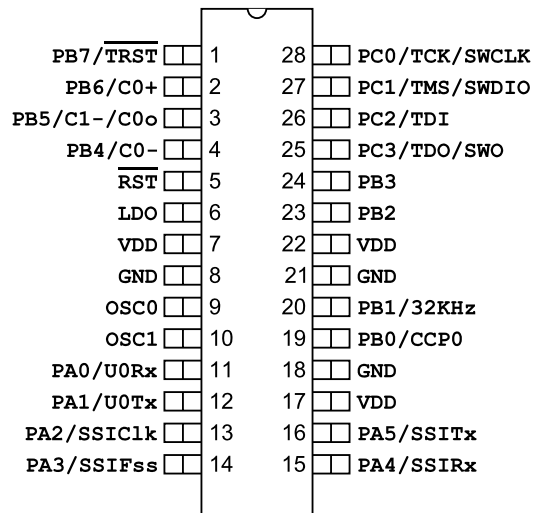 PB7/TRST 1 28 PC0/TCK/SWCLK
PB6/C0+ 2 27 PC1/TMS/SWDIO
PB5/C1-/C0o 3 26 PC2/TDI
PB4/C0- 4 25 PC3/TDO/SWO
RST 5 24 PB3
LDO 6 23 PB2
VDD 7 22 VDD
GND 8 21 GND
OSC0 9 20 PB1/32KHz
OSC1 10 19 PB0/CCP0
PA0/U0Rx 11 18 GND
PA1/U0Tx 12 17 VDD
PA2/SSIClk 13 16 PA5/SSITx
PA3/SSIFss 14 15 PA4/SSIRx